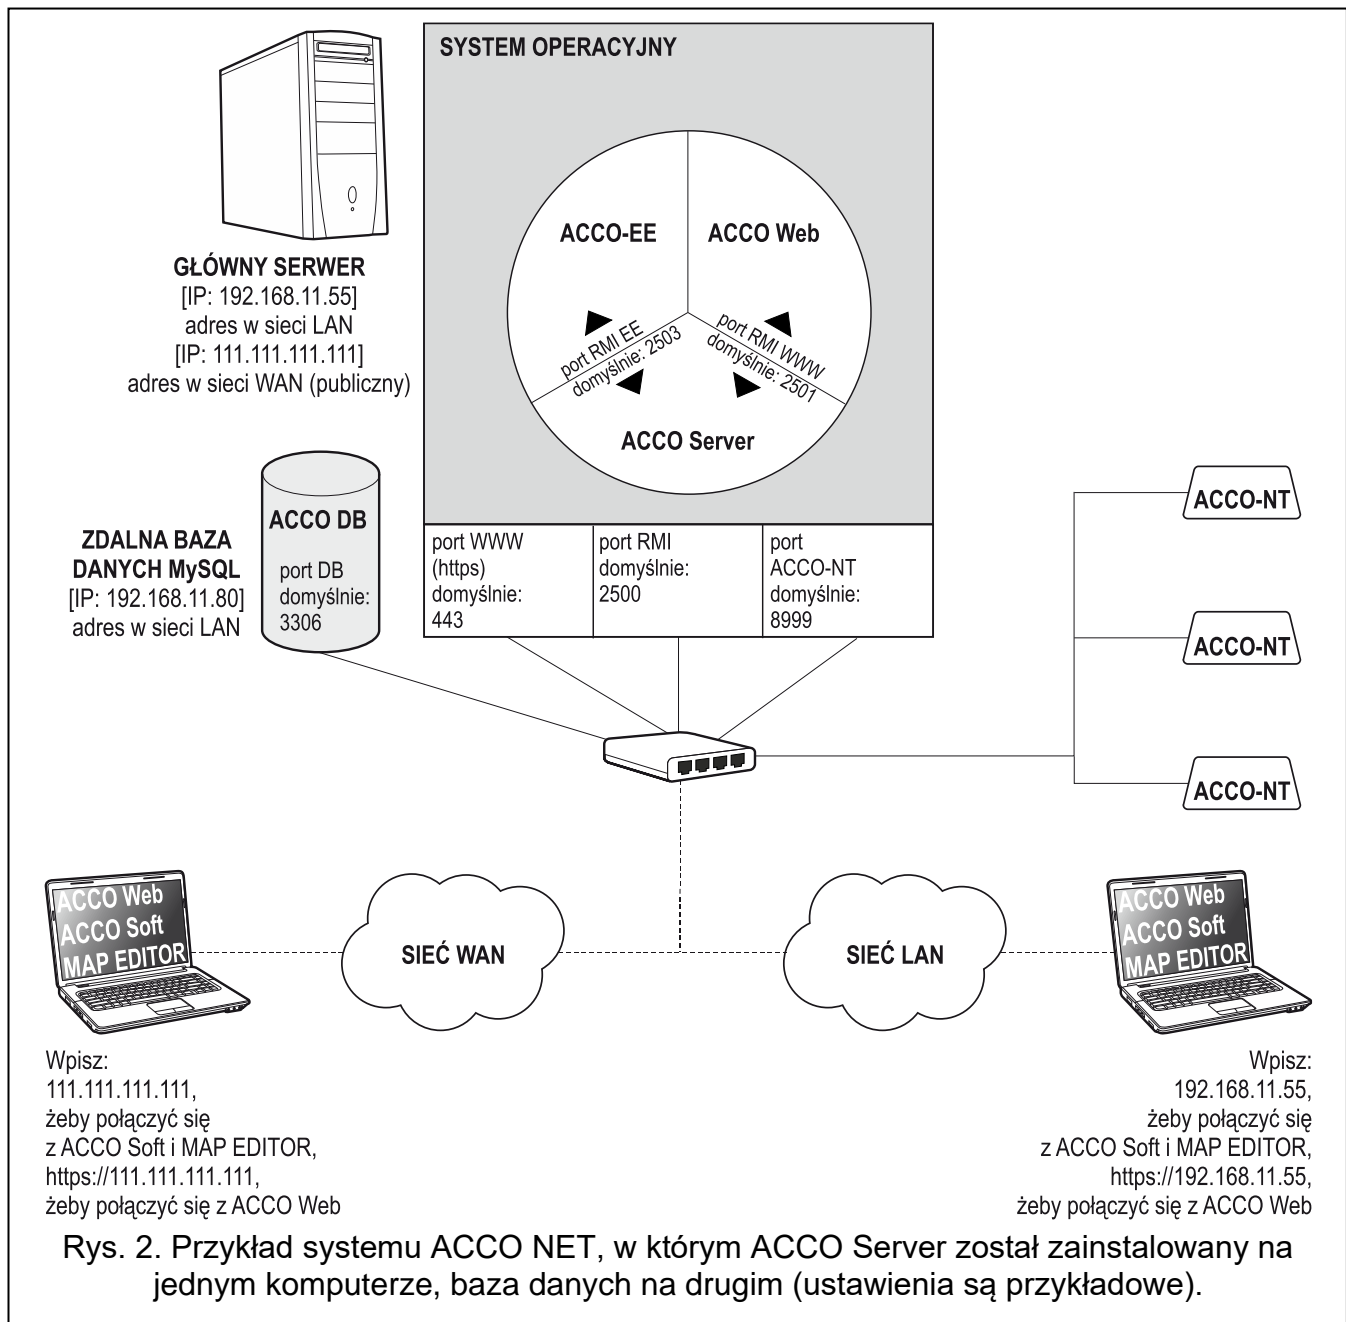 SYSTEM OPERACYJNY
ACCO-EE
ACCO Web
port RMI EE
domyślnie: 2503
port RMI WWW
domyślnie: 2501
ACCO Server
GŁÓWNY SERWER
[IP: 192.168.11.55]
adres w sieci LAN
[IP: 111.111.111.111]
adres w sieci WAN (publiczny)
ZDALNA BAZA
DANYCH MySQL
[IP: 192.168.11.80]
adres w sieci LAN
ACCO DB
port DB
domyślnie:
3306
port WWW
(https)
domyślnie:
443
port RMI
domyślnie:
2500
port
ACCO-NT
domyślnie:
8999
ACCO-NT
ACCO-NT
ACCO-NT
ACCO Web
ACCO Soft
MAP EDITOR
SIEĆ WAN
SIEĆ LAN
ACCO Web
ACCO Soft
MAP EDITOR
Wpisz:
111.111.111.111,
żeby połączyć się
z ACCO Soft i MAP EDITOR,
https://111.111.111.111,
żeby połączyć się z ACCO Web
Wpisz:
192.168.11.55,
żeby połączyć się
z ACCO Soft i MAP EDITOR,
https://192.168.11.55,
żeby połączyć się z ACCO Web
Rys. 2. Przykład systemu ACCO NET, w którym ACCO Server został zainstalowany na
jednym komputerze, baza danych na drugim (ustawienia są przykładowe).